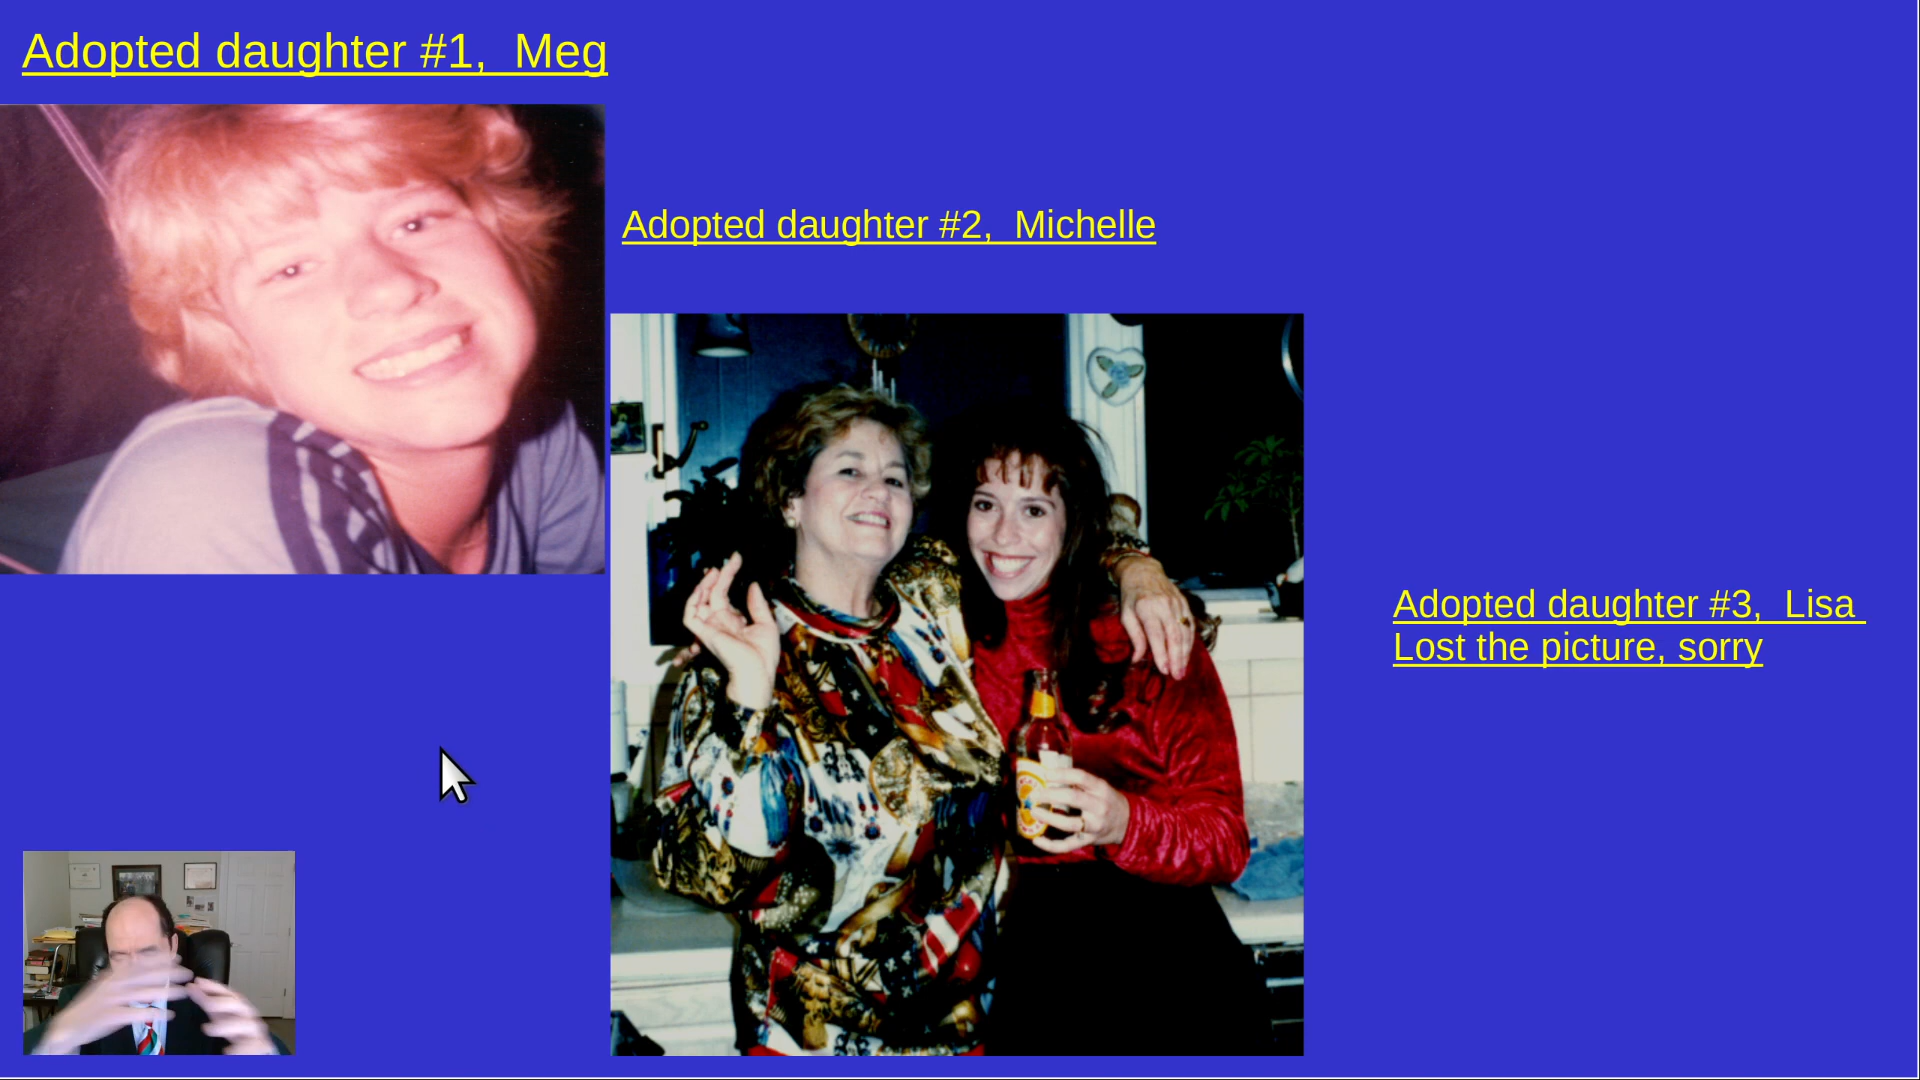 Adopted daughter #1,  Meg
Adopted daughter #2,  Michelle
Adopted daughter #3,  Lisa
Lost the picture, sorry